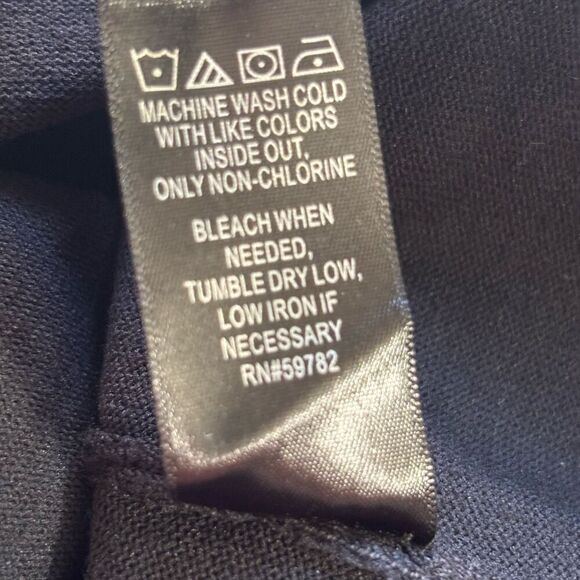 MACHINE WASH COLD
WITH LIKE COLORS
INSIDE OUT,
ONLY NON-CHLORINE
BLEACH WHEN
NEEDED,
TUMBLE DRY LOW,
LOW IRON IF
NECESSARY
RN#59782